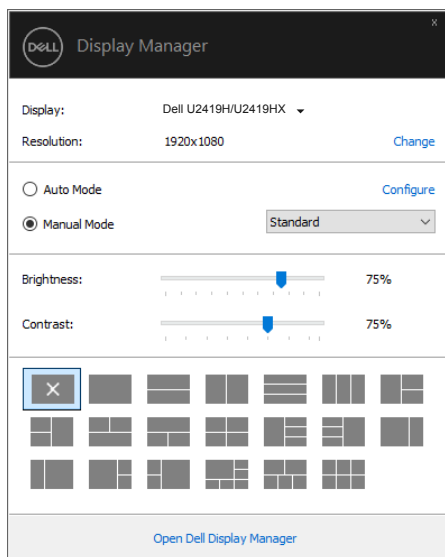 x
DELL Display Manager
Display: Dell U2419H/U2419HX
Resolution: 1920x1080 Change
Auto Mode Configure
Manual Mode Standard
Brightness: 75%
Contrast: 75%
Open Dell Display Manager